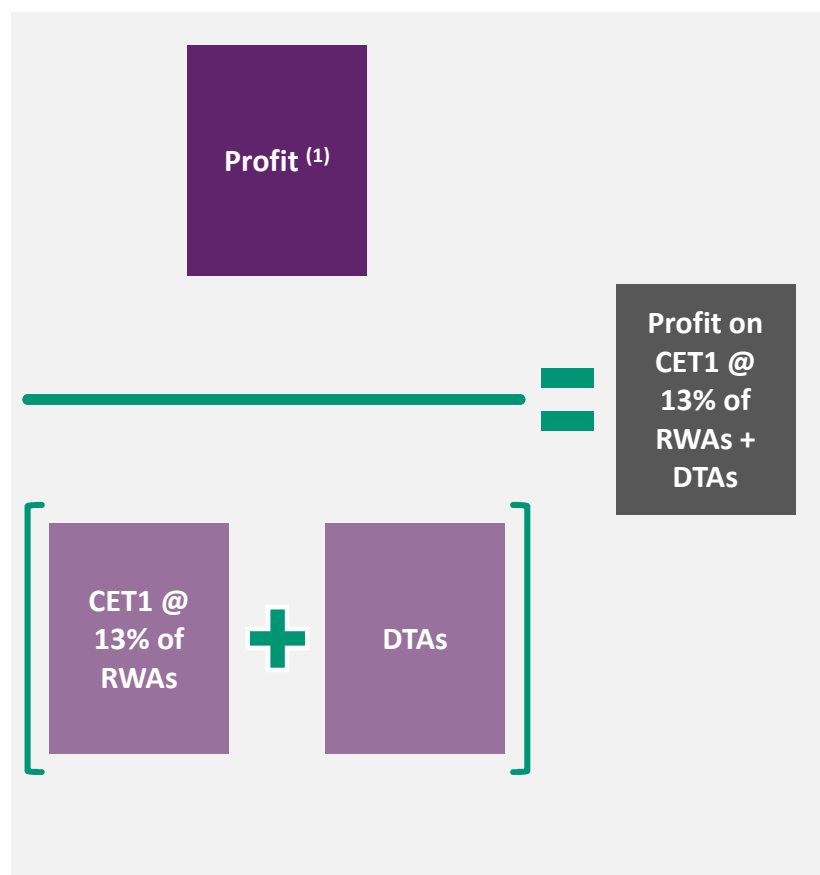 Profit (1)
Profit on
CET1 @
13% of
RWAs +
DTAs
CET1 @
13% of
RWAs
DTAs